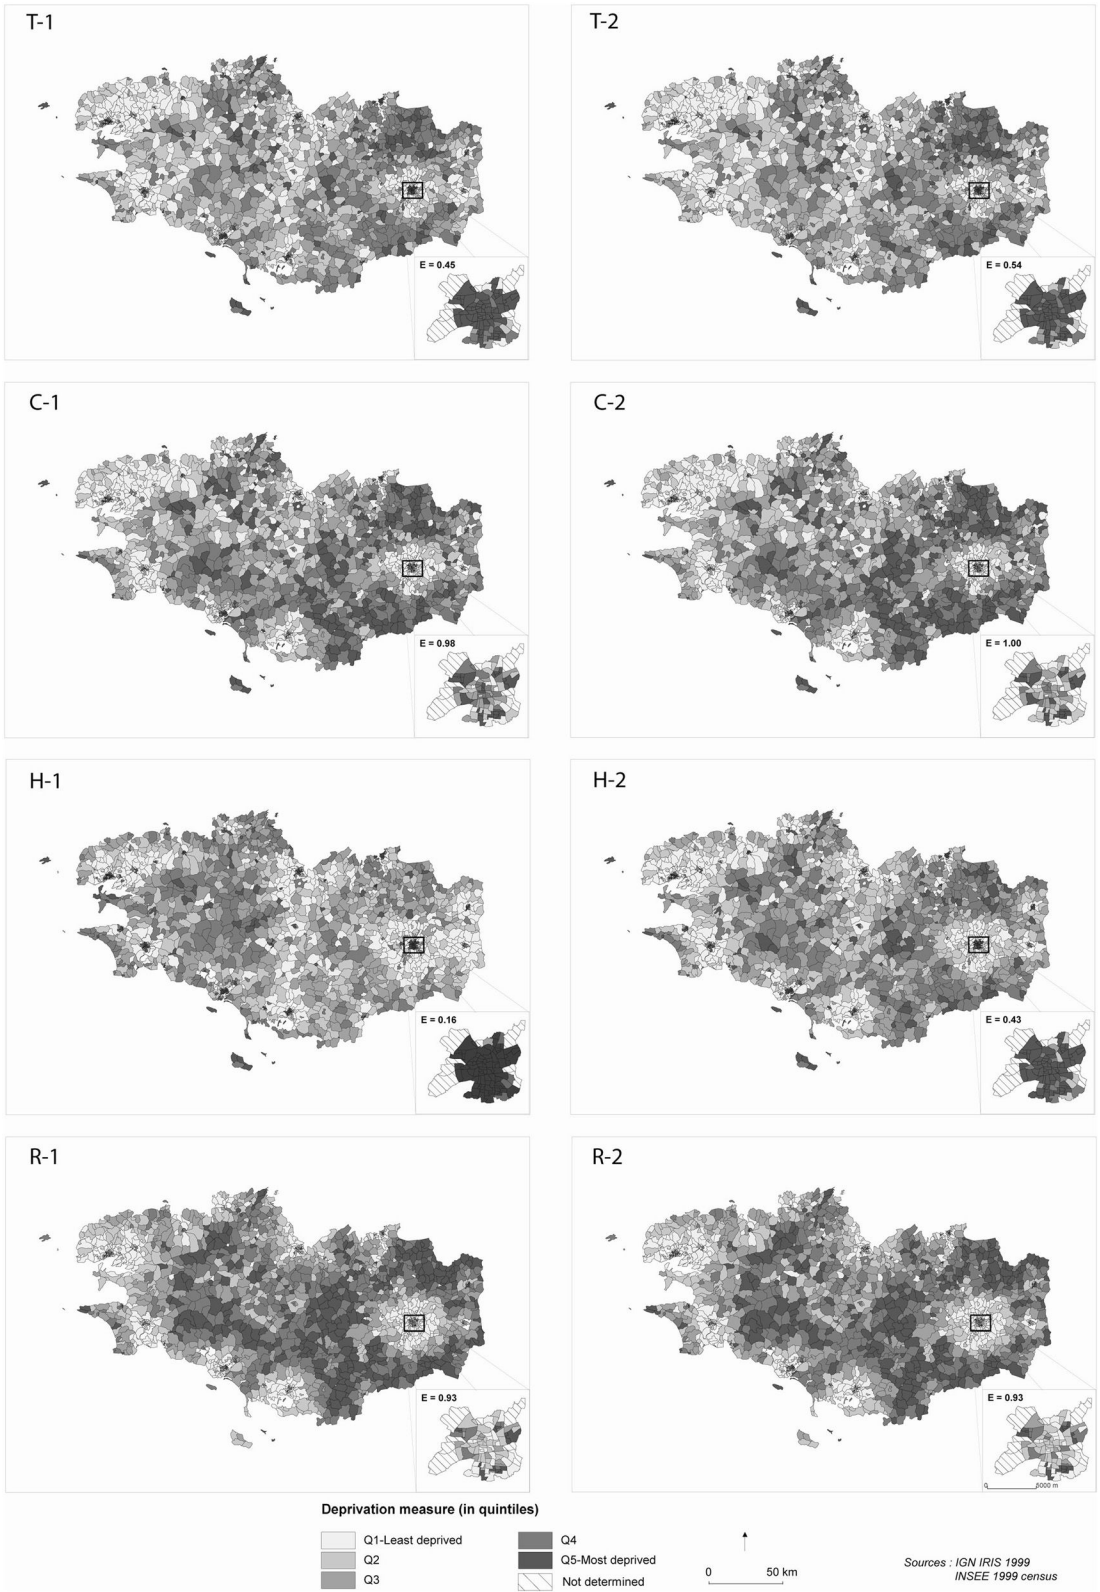 T-1
T-2
E = 0.45
E = 0.54
C-1
C-2
E = 0.98
E = 1.00
H-1
H-2
E = 0.16
E = 0.43
R-1
R-2
E = 0.93
E = 0.93
0 5000 m
Deprivation measure (in quintiles)
Q1-Least deprived
Q2
Q3
Q4
Q5-Most deprived
Not determined
0 50 km
Sources : IGN IRIS 1999
INSEE 1999 census